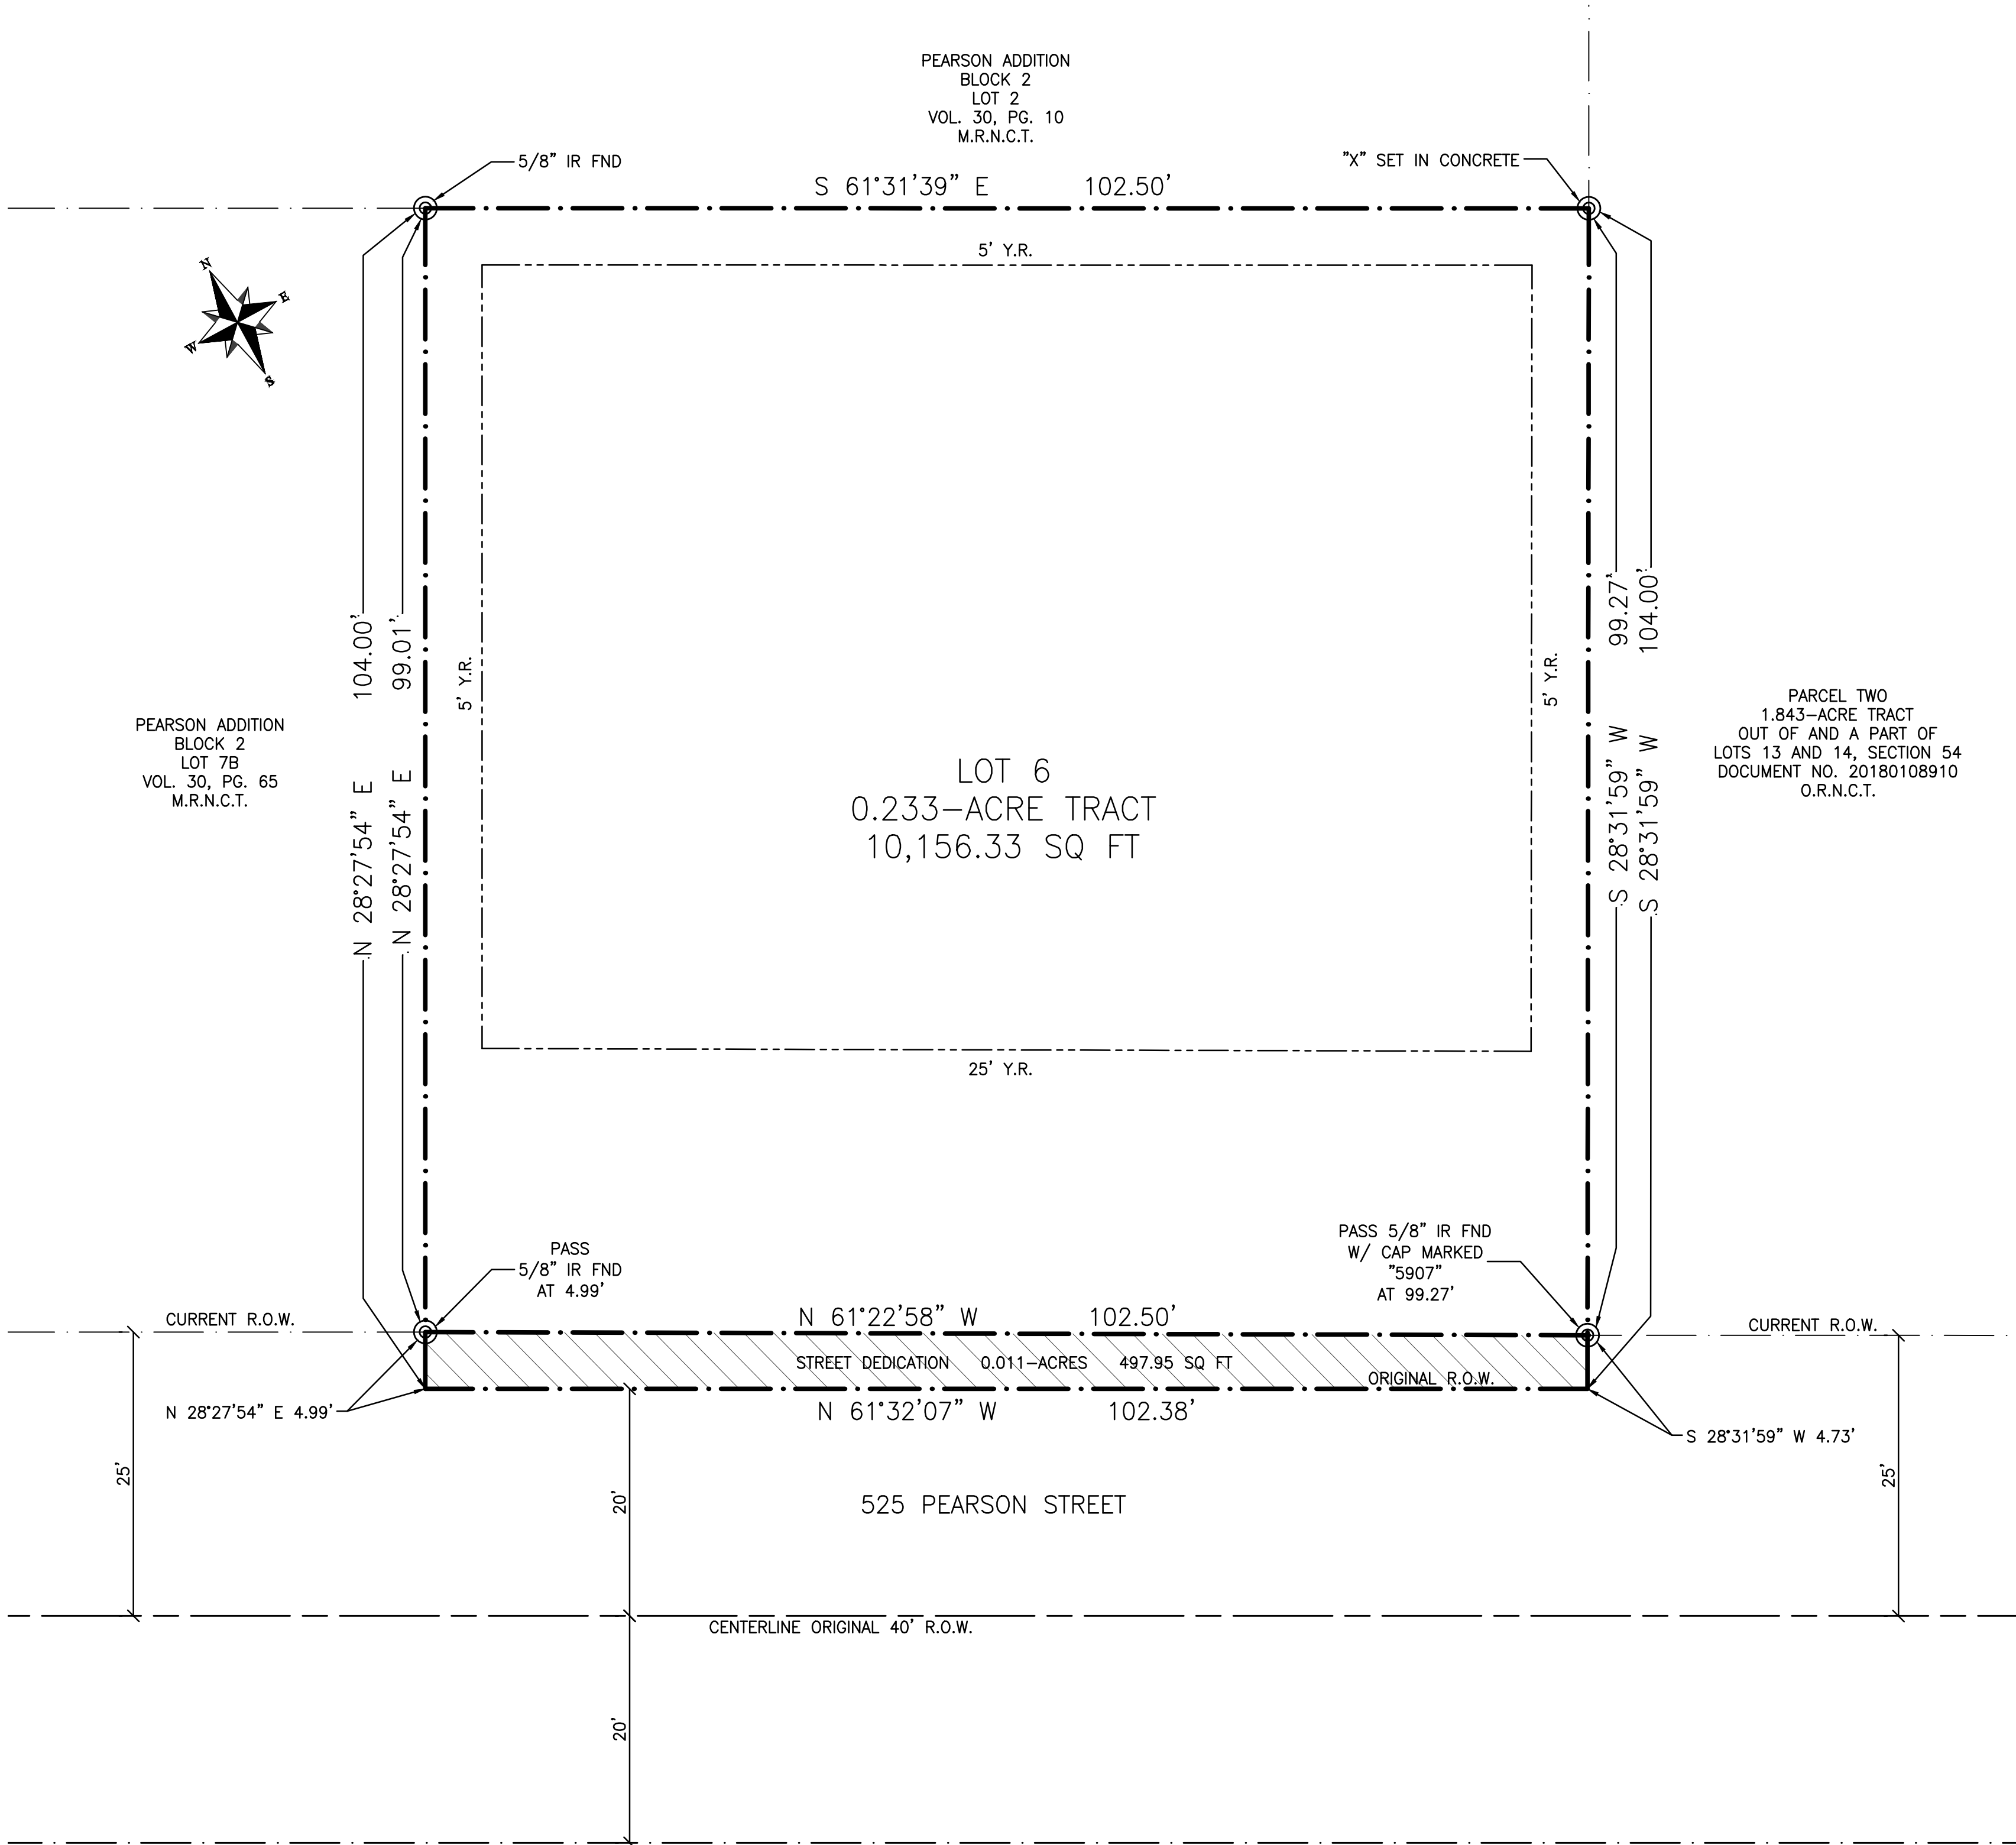 PEARSON ADDITION
BLOCK 2
LOT 2
VOL. 30, PG. 10
M.R.N.C.T.
5/8" IR FND
"X" SET IN CONCRETE
S 61°31'39" E 102.50'
5' Y.R.
N
E
W
S
104.00'
99.01'
N 28°27'54" E
N 28°27'54" E
5' Y.R.
5' Y.R.
99.27'
104.00'
S 28°31'59" W
S 28°31'59" W
PEARSON ADDITION
BLOCK 2
LOT 7B
VOL. 30, PG. 65
M.R.N.C.T.
LOT 6
0.233-ACRE TRACT
10,156.33 SQ FT
PARCEL TWO
1.843-ACRE TRACT
OUT OF AND A PART OF
LOTS 13 AND 14, SECTION 54
DOCUMENT NO. 20180108910
O.R.N.C.T.
25' Y.R.
PASS
5/8" IR FND
AT 4.99'
PASS 5/8" IR FND
W/ CAP MARKED
"5907"
AT 99.27'
CURRENT R.O.W.
N 61°22'58" W 102.50'
CURRENT R.O.W.
STREET DEDICATION 0.011-ACRES 497.95 SQ FT
ORIGINAL R.O.W.
N 28°27'54" E 4.99'
N 61°32'07" W 102.38'
S 28°31'59" W 4.73'
25'
20'
525 PEARSON STREET
25'
CENTERLINE ORIGINAL 40' R.O.W.
20'